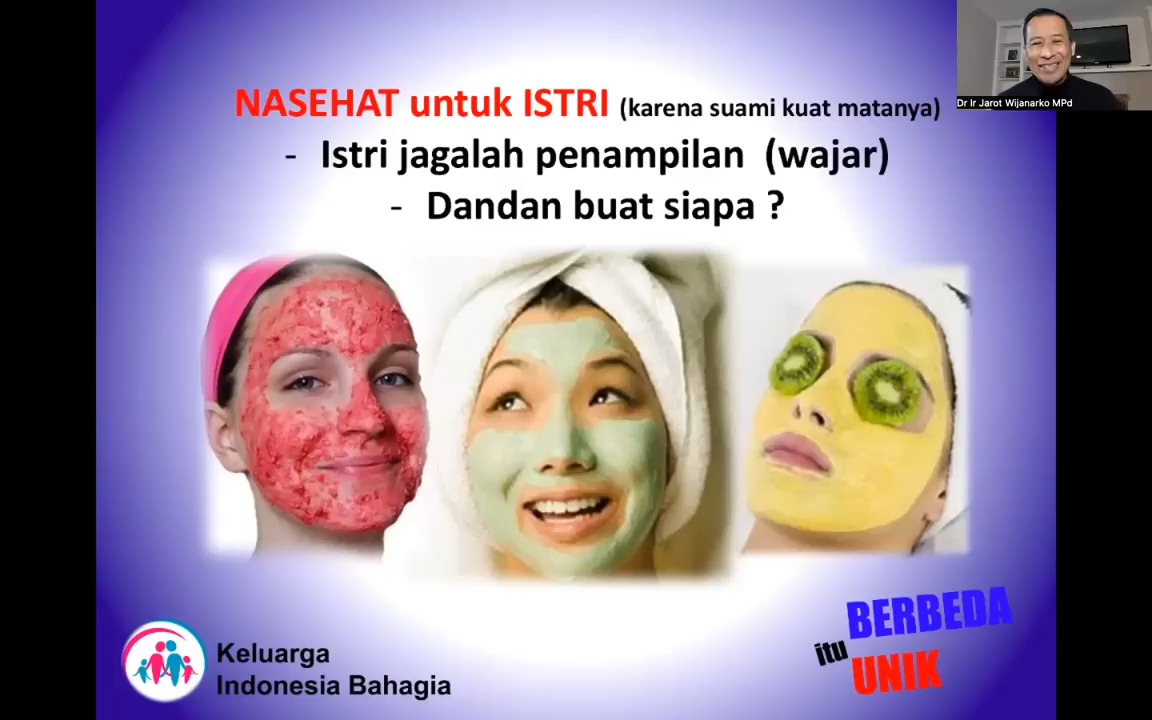 NASEHAT untuk ISTRI (karena suami kuat matanya)
- Istri jagalah penampilan (wajar)
- Dandan buat siapa ?
Dr Ir Jarot Wijanarko MPd
Keluarga
Indonesia Bahagia
BERBEDA
itu
UNIK